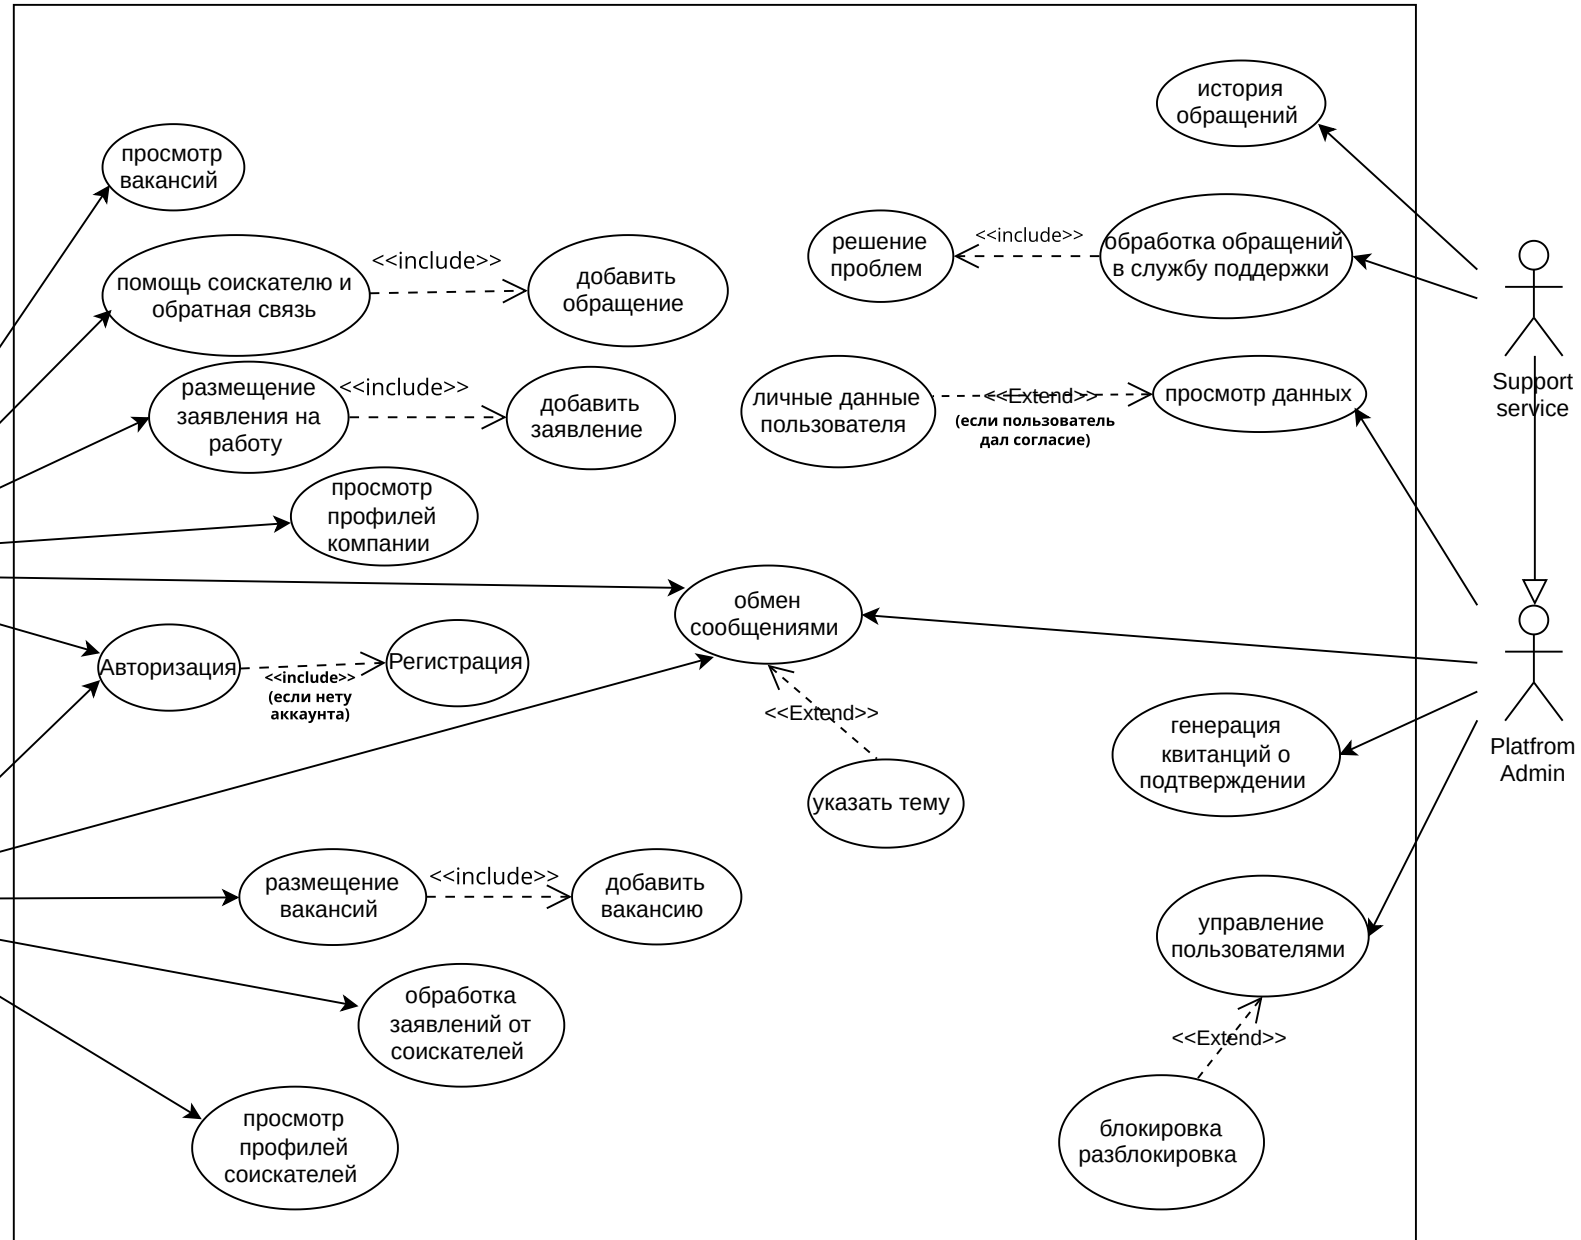 история
обращений
просмотр
вакансий
<<include>>
решение
проблем
обработка обращений
в службу поддержки
<<include>>
помощь соискателю и
обратная связь
добавить
обращение
Support
service
<<include>>
размещение
заявления на
работу
добавить
заявление
личные данные
пользователя
<<Extend>>
(если пользователь
дал согласие)
просмотр данных
просмотр
профилей
компании
обмен
сообщениями
Авторизация
<<include>>
(если нету
аккаунта)
Регистрация
<<Extend>>
генерация
квитанций о
подтверждении
Platfrom
Admin
указать тему
размещение
вакансий
<<include>>
добавить
вакансию
управление
пользователями
обработка
заявлений от
соискателей
<<Extend>>
просмотр
профилей
соискателей
блокировка
разблокировка